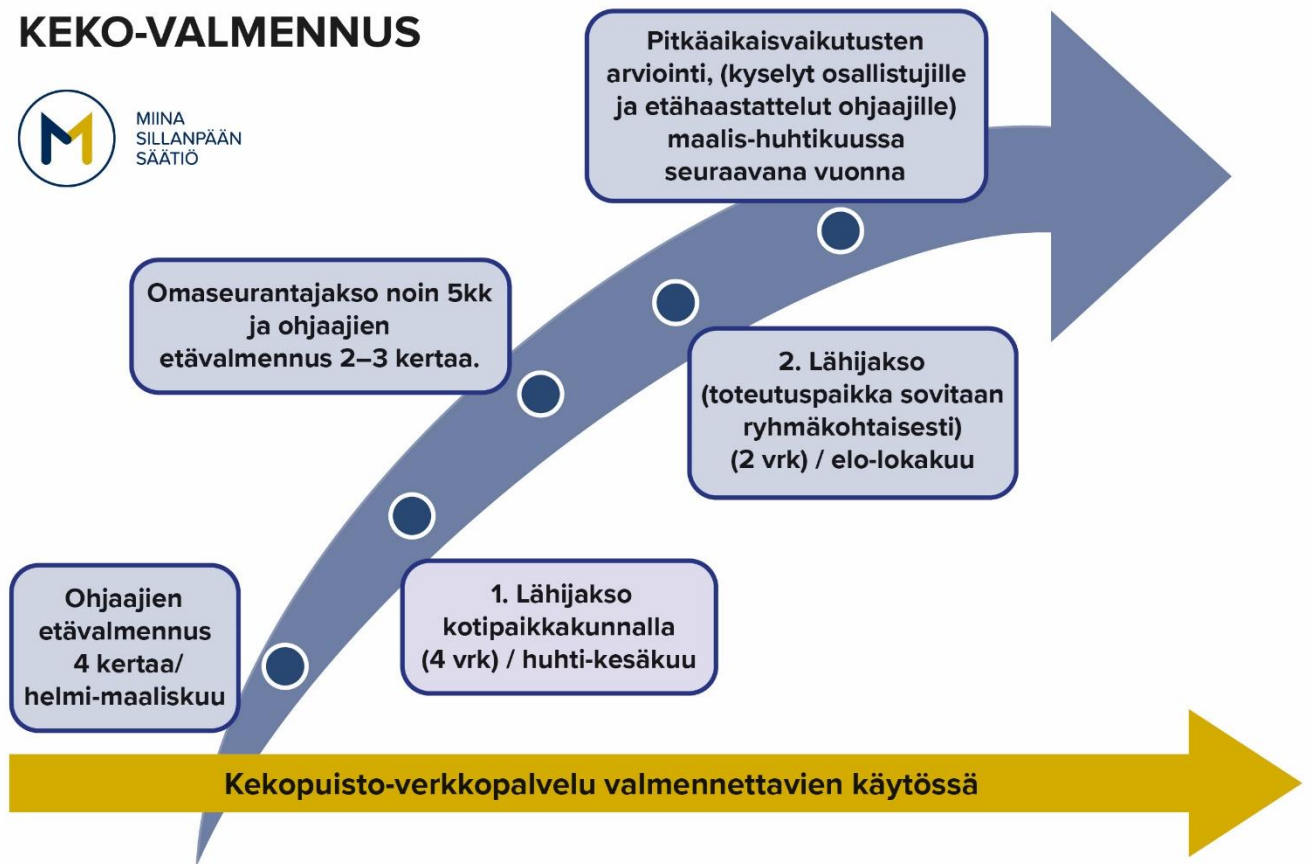 KEKO-VALMENNUS
MIINA
SILLANPÄÄN
SÄÄTIÖ
Pitkäaikaisvaikutusten
arviointi, (kyselyt osallistujille
ja etähaastattelut ohjaajille)
maalis-huhtikuussa
seuraavana vuonna
Omaseurantajakso noin 5kk
ja ohjaajien
etävalmennus 2–3 kertaa.
2. Lähijakso
(toteutuspaikka sovitaan
ryhmäkohtaisesti)
(2 vrk) / elo-lokakuu
1. Lähijakso
kotipaikkakunnalla
(4 vrk) / huhti-kesäkuu
Ohjaajien
etävalmennus
4 kertaa/
helmi-maaliskuu
Kekopuisto-verkkopalvelu valmennettavien käytössä